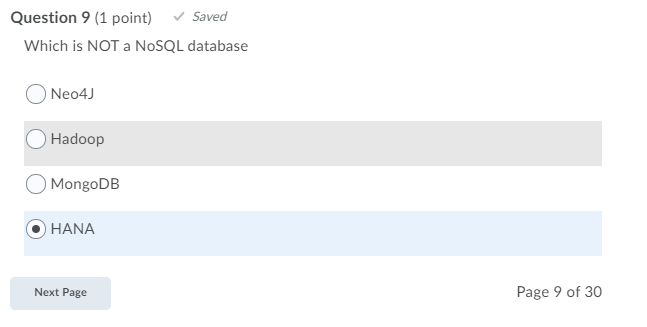 Question 9 (1 point) ✓ Saved
Which is NOT a NoSQL database
Neo4J
Hadoop
MongoDB
HANA
Next Page
Page 9 of 30